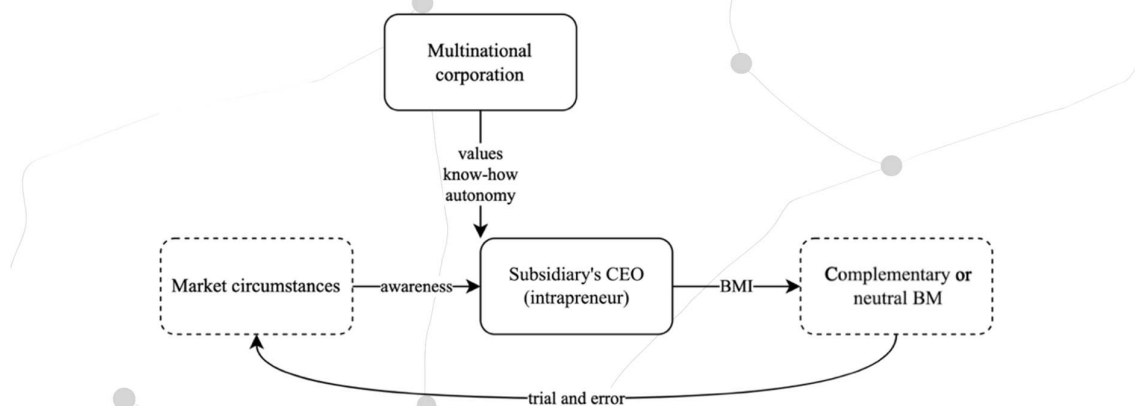 Multinational
corporation
values
know-how
autonomy
Market circumstances
awareness
Subsidiary's CEO
(intrapreneur)
BMI
Complementary or
neutral BM
trial and error